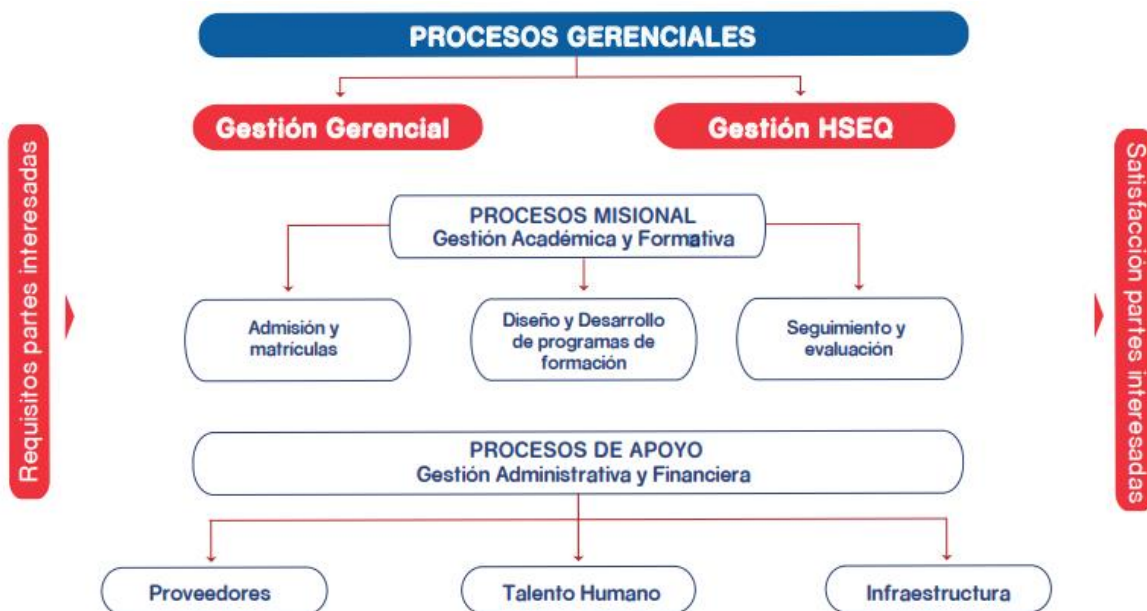 PROCESOS GERENCIALES
Gestión Gerencial
Gestión HSEQ
Requisitos partes interesadas
PROCESOS MISIONAL
Gestión Académica y Formativa
Admisión y
matrículas
Diseño y Desarrollo
de programas de
formación
Seguimiento y
evaluación
PROCESOS DE APOYO
Gestión Administrativa y Financiera
Proveedores
Talento Humano
Infraestructura
Satisfacción partes interesadas